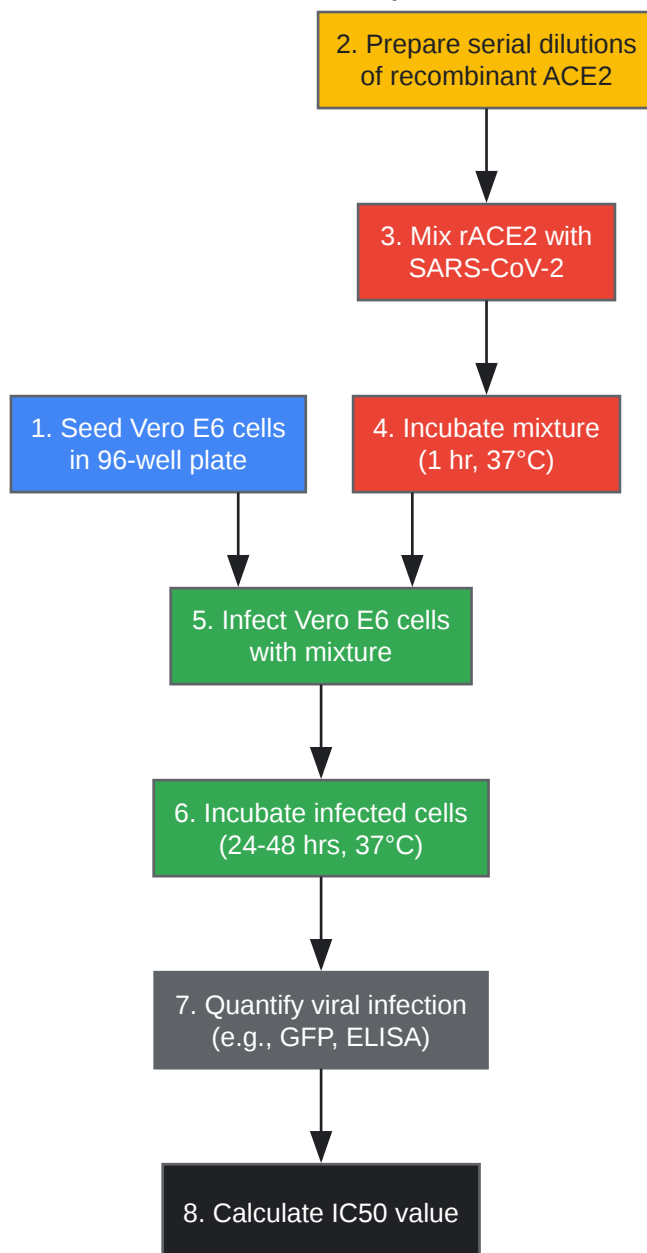 2. Prepare serial dilutions
of recombinant ACE2
3. Mix rACE2 with
SARS-CoV-2
1. Seed Vero E6 cells
in 96-well plate
4. Incubate mixture
(1 hr, 37°C)
5. Infect Vero E6 cells
with mixture
6. Incubate infected cells
(24-48 hrs, 37°C)
7. Quantify viral infection
(e.g., GFP, ELISA)
8. Calculate IC50 value